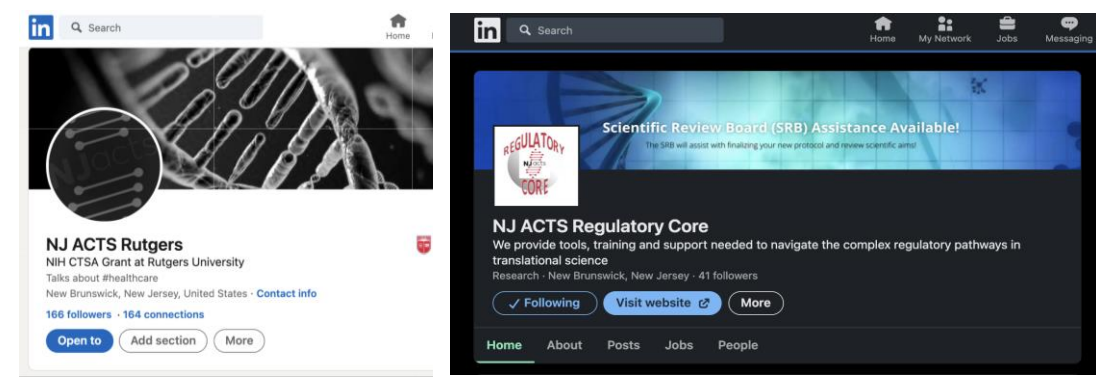 in Search
Home
NJ acts
NJ ACTS Rutgers
NIH CTSA Grant at Rutgers University
Talks about #healthcare
New Brunswick, New Jersey, United States · Contact info
166 followers · 164 connections
Open to Add section More
in Search
Home My Network Jobs Messaging
Scientific Review Board (SRB) Assistance Available!
The SRB will assist with finalizing your new protocol and review scientific aims!
REGULATORY
NJ acts
CORE
NJ ACTS Regulatory Core
We provide tools, training and support needed to navigate the complex regulatory pathways in
translational science
Research · New Brunswick, New Jersey · 41 followers
✓ Following Visit website More
Home About Posts Jobs People